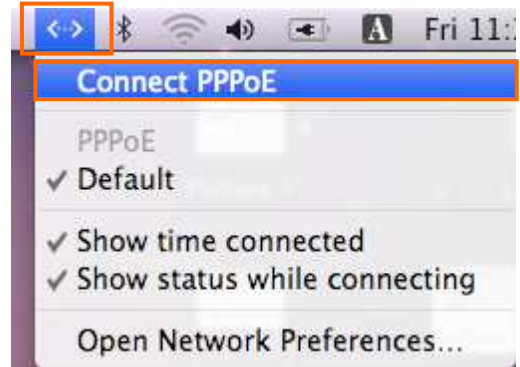 A Fri 11:
Connect PPPoE
PPPoE
Default
Show time connected
Show status while connecting
Open Network Preferences...